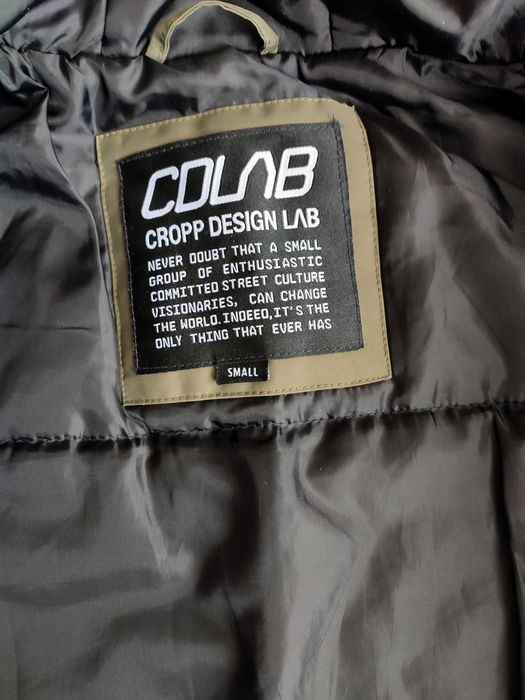 COLAB
CROPP DESIGN LAB
NEVER DOUBT THAT A SMALL
GROUP OF ENTHUSIASTIC
COMMITTED STREET CULTURE
VISIONARIES, CAN CHANGE
THE WORLD.INDEED,IT'S THE
ONLY THING THAT EVER HAS
SMALL